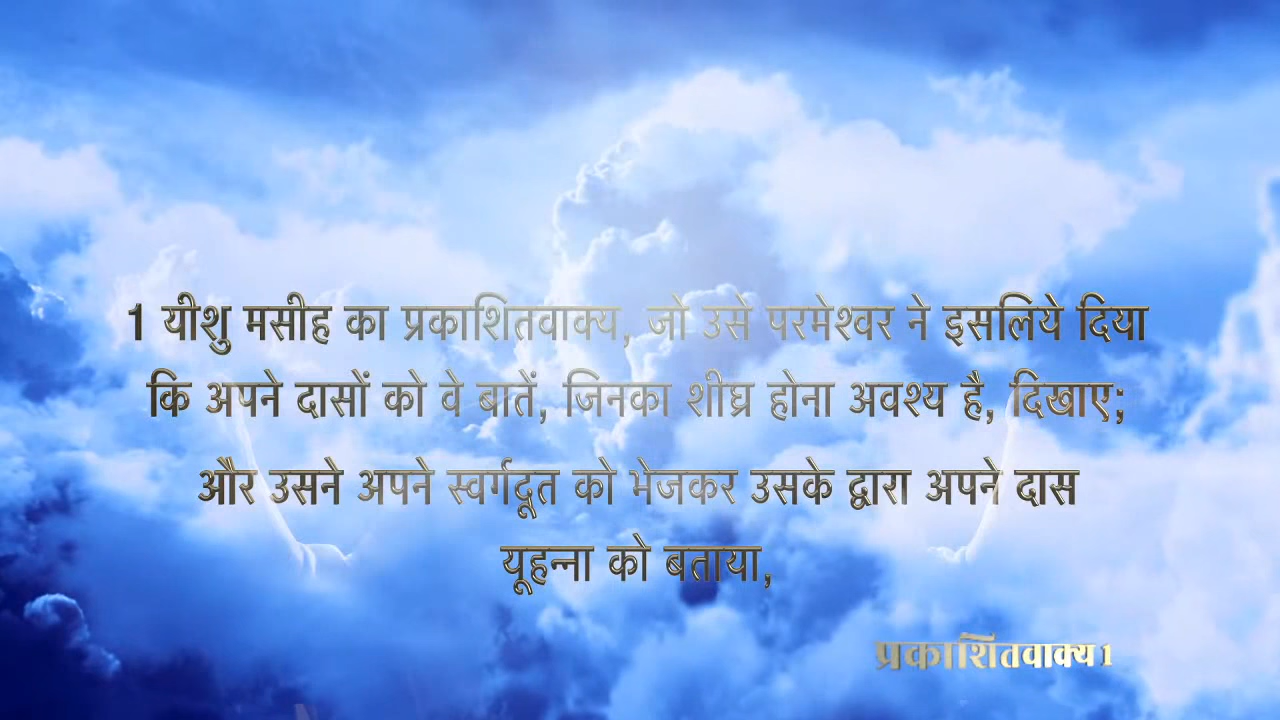 1 यीशु मसीह का प्रकाशितवाक्य, जो उसे परमेश्वर ने इसलिये दिया
कि अपने दासों को वे बातें, जिनका शीघ्र होना अवश्य है, दिखाए;
और उसने अपने स्वर्गदूत को भेजकर उसके द्वारा अपने दास
यूहन्ना को बताया,
प्रकाशितवाक्य 1